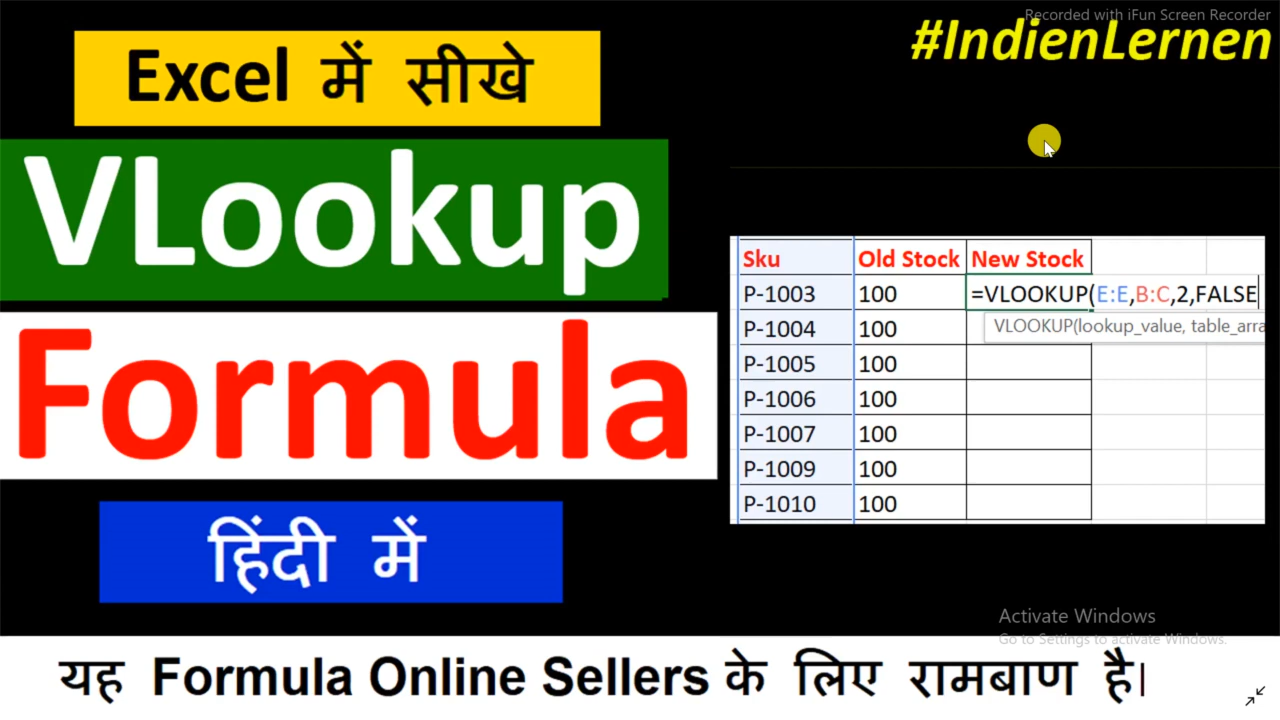 Recorded with iFun Screen Recorder
#IndienLernen
Excel में सीखे
VLookup
Formula
हिंदी में
Sku Old Stock New Stock
P-1003 100 =VLOOKUP(E:E,B:C,2,FALSE
VLOOKUP(lookup_value, table_arra
P-1004 100
P-1005 100
P-1006 100
P-1007 100
P-1009 100
P-1010 100
Activate Windows
Go to Settings to activate Windows.
यह Formula Online Sellers के लिए रामबाण है।